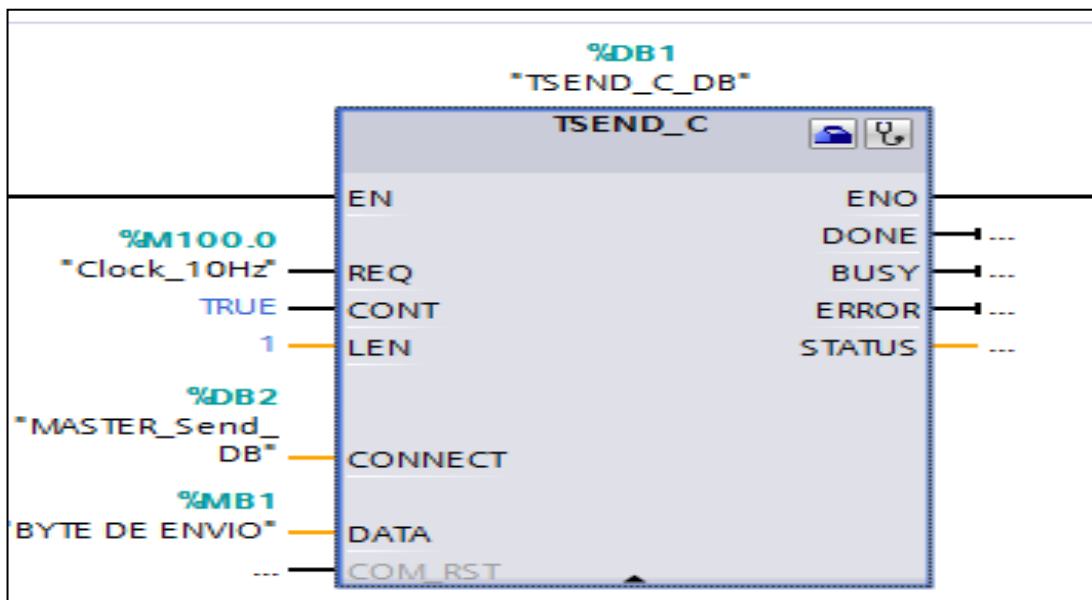 %DB1
"TSEND_C_DB"
TSEND_C
EN ENO
DONE
%M100.0
"Clock_10Hz" REQ BUSY
TRUE CONT ERROR
1 LEN STATUS
%DB2
"MASTER_Send_
DB" CONNECT
%MB1
"BYTE DE ENVIO" DATA
COM_RST
...
...
...
...
...